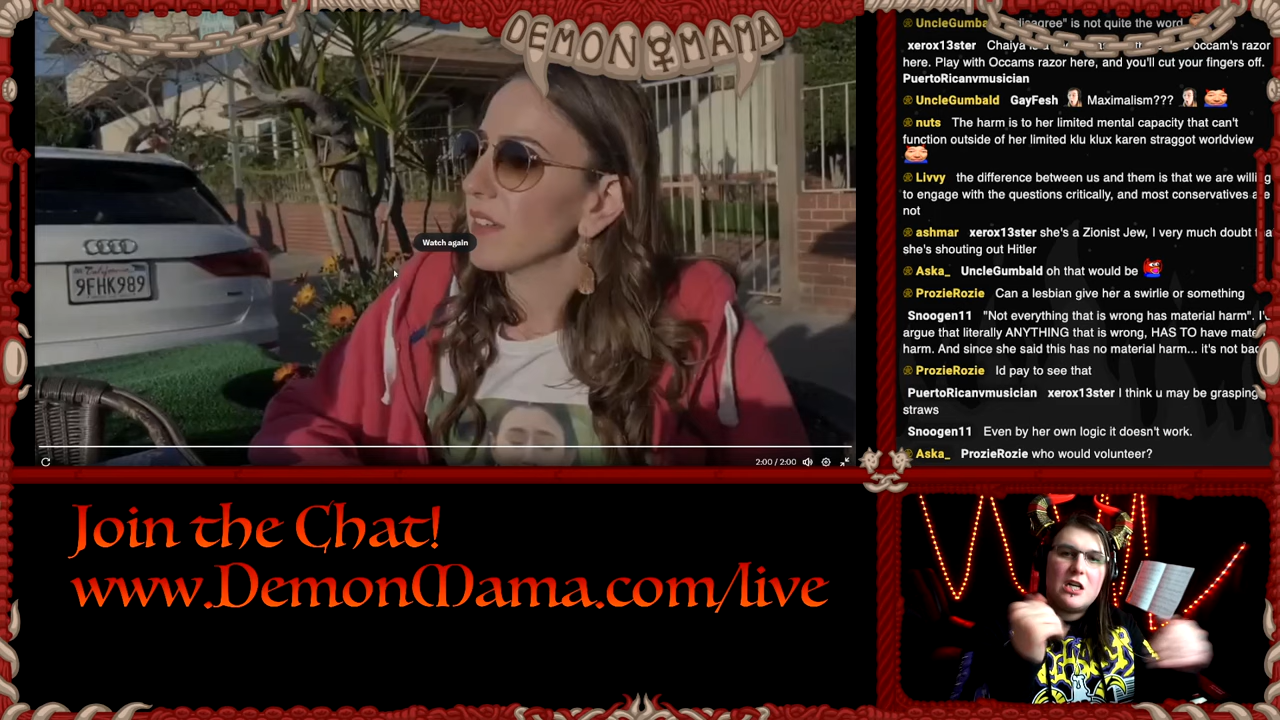 DEMON MAMA
Watch again
California
9FHK989
2:00 / 2:00
UncleGumba disagree" is not quite the word
xerox13ster Chaiya is occam's razor
here. Play with Occams razor here, and you'll cut your fingers off.
PuertoRicanvmusician
UncleGumbald GayFesh Maximalism???
nuts The harm is to her limited mental capacity that can't
function outside of her limited klu klux karen straggot worldview
Livvy the difference between us and them is that we are willing
to engage with the questions critically, and most conservatives are
not
ashmar xerox13ster she's a Zionist Jew, I very much doubt
she's shouting out Hitler
Aska_ UncleGumbald oh that would be
ProzieRozie Can a lesbian give her a swirlie or something
Snoogen11 "Not everything that is wrong has material harm".
argue that literally ANYTHING that is wrong, HAS TO have mate
harm. And since she said this has no material harm... it's not bad
ProzieRozie Id pay to see that
PuertoRicanvmusician xerox13ster I think u may be grasping
straws
Snoogen11 Even by her own logic it doesn't work.
Aska_ ProzieRozie who would volunteer?
Join the Chat!
www.DemonMama.com/live